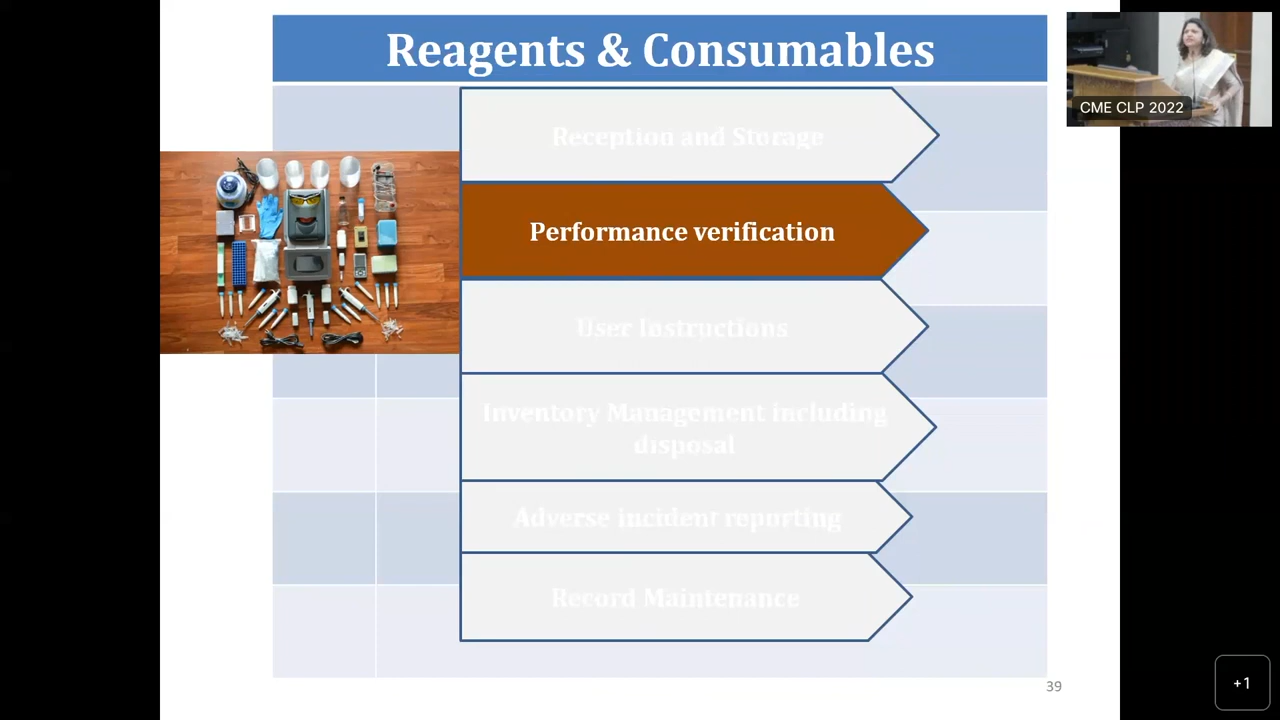 Reagents & Consumables
CME CLP 2022
Reception and Storage
Performance verification
User Instructions
Inventory Management including
disposal
Adverse incident reporting
Record Maintenance
39
+1